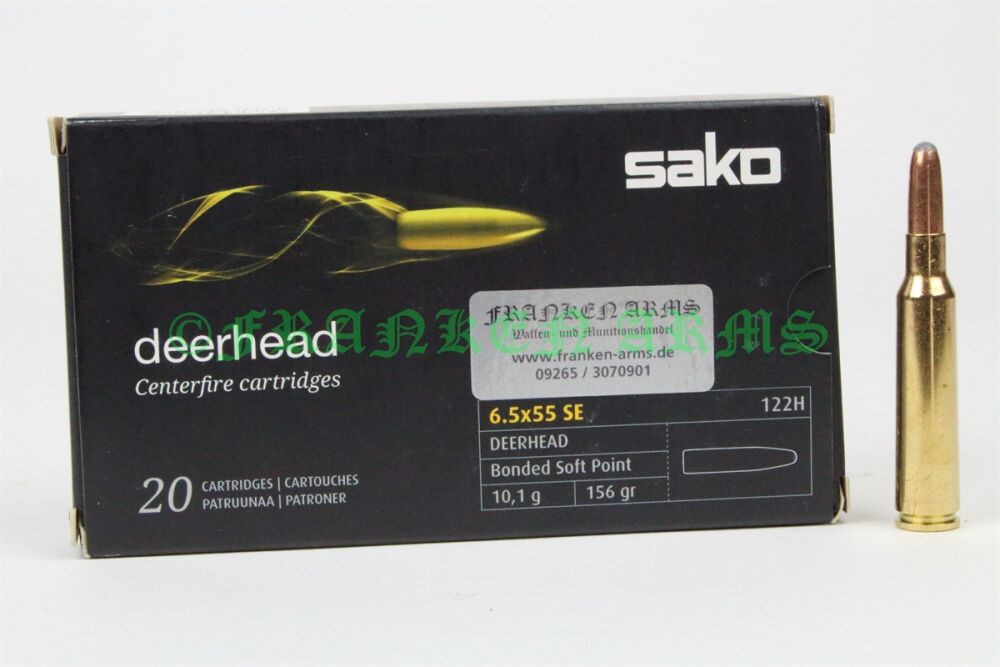 sako
©FRANKEN ARMS
deerhead
Centerfire cartridges
FRANKEN ARMS
Waffen- und Munitionshandel
www.franken-arms.de
09265 / 3070901
6.5x55 SE 122H
DEERHEAD
Bonded Soft Point
10,1 g 156 gr
20 CARTRIDGES | CARTOUCHES
PATRUUNAA | PATRONER